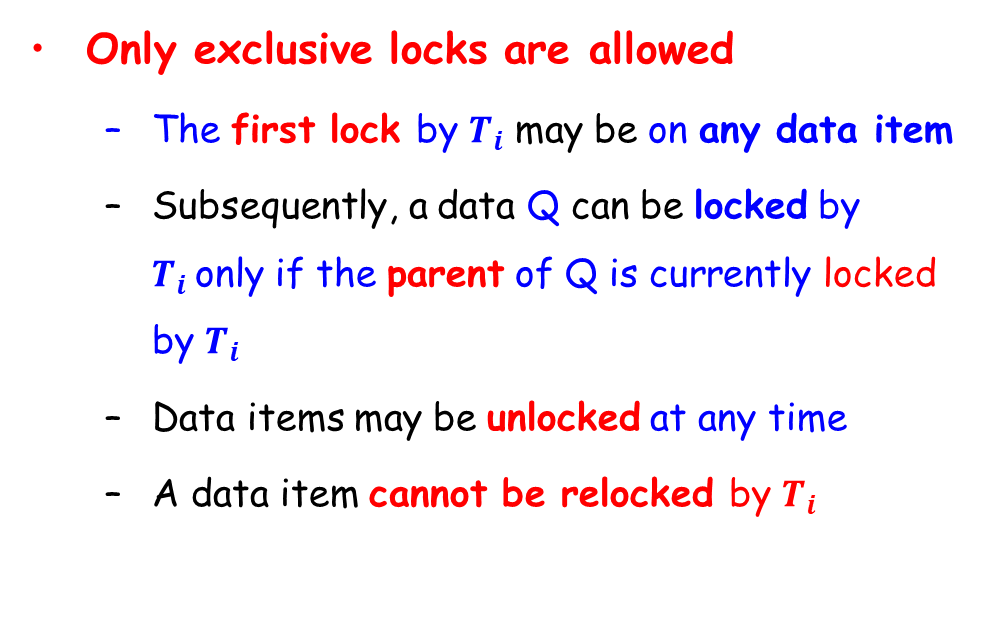 • Only exclusive locks are allowed
– The first lock by Tᵢ may be on any data item
– Subsequently, a data Q can be locked by
Tᵢ only if the parent of Q is currently locked
by Tᵢ
– Data items may be unlocked at any time
– A data item cannot be relocked by Tᵢ